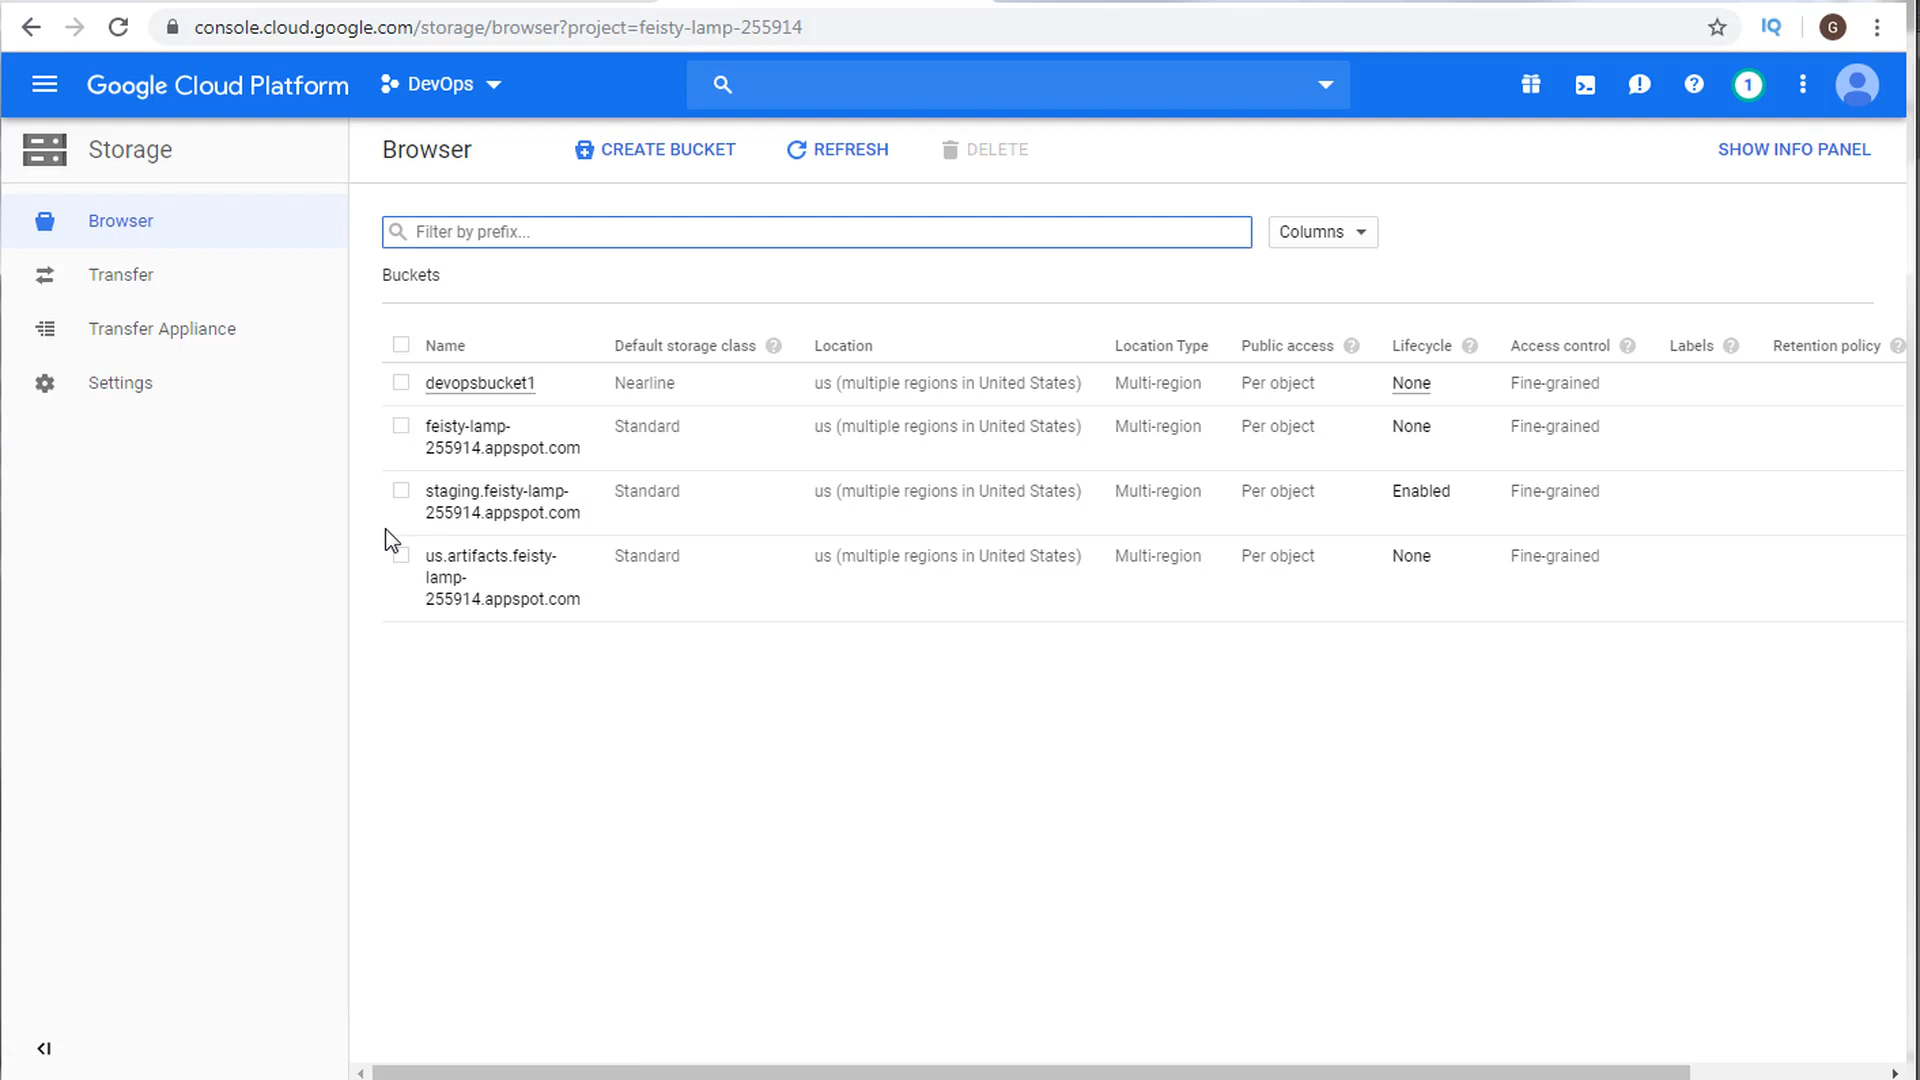 console.cloud.google.com/storage/browser?project=feisty-lamp-255914
IQ
G
Google Cloud Platform
DevOps
1
Storage
Browser
CREATE BUCKET
REFRESH
DELETE
SHOW INFO PANEL
Browser
Transfer
Transfer Appliance
Settings
Filter by prefix...
Columns
Buckets
Name Default storage class Location Location Type Public access Lifecycle Access control Labels Retention policy
devopsbucket1 Nearline us (multiple regions in United States) Multi-region Per object None Fine-grained
feisty-lamp- Standard us (multiple regions in United States) Multi-region Per object None Fine-grained
255914.appspot.com
staging.feisty-lamp- Standard us (multiple regions in United States) Multi-region Per object Enabled Fine-grained
255914.appspot.com
us.artifacts.feisty- Standard us (multiple regions in United States) Multi-region Per object None Fine-grained
lamp-
255914.appspot.com